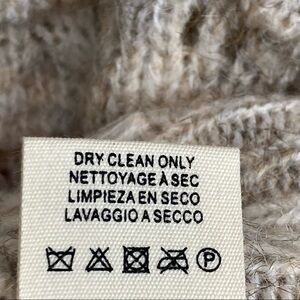 DRY CLEAN ONLY
NETTOYAGE À SEC
LIMPIEZA EN SECO
LAVAGGIO A SECCO
P